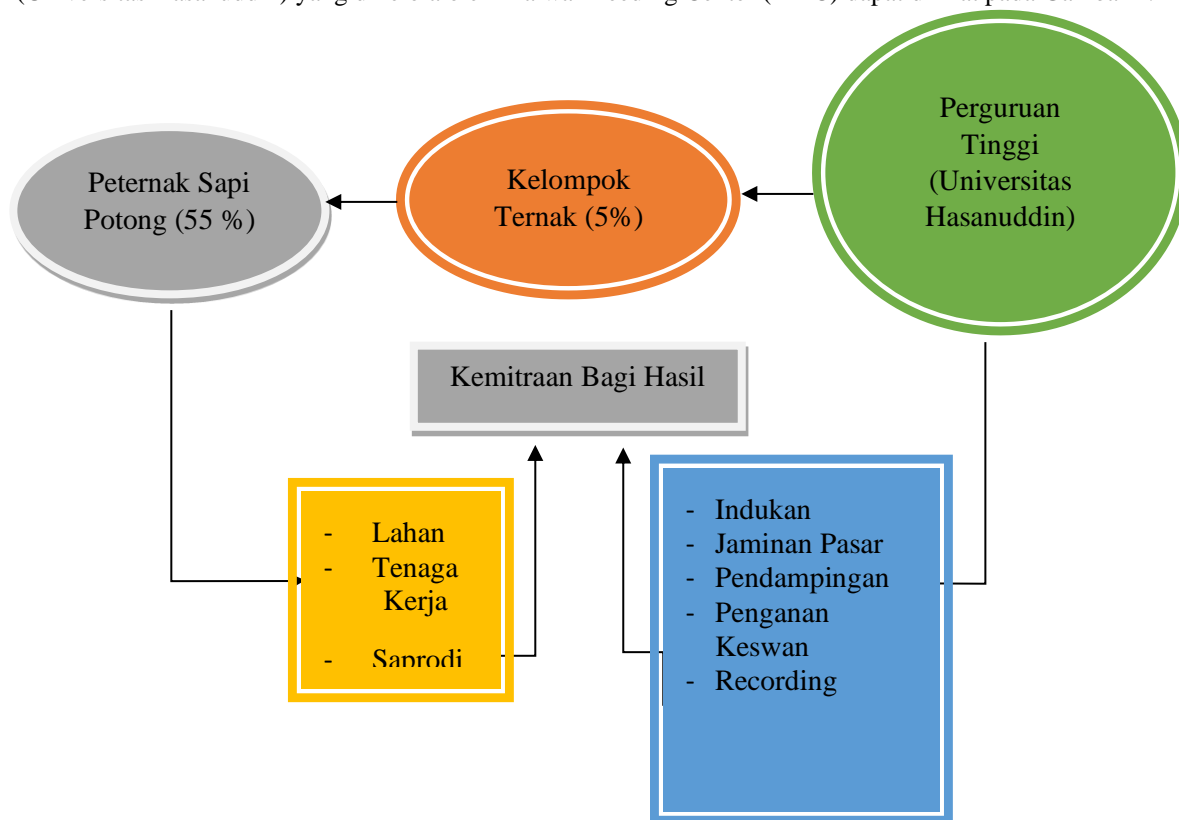 Perguruan
Tinggi
(Universitas
Hasanuddin)
Kelompok
Ternak (5%)
Peternak Sapi
Potong (55 %)
Kemitraan Bagi Hasil
- Lahan
- Tenaga
Kerja
- Saprodi
- Indukan
- Jaminan Pasar
- Pendampingan
- Penganan
Keswan
- Recording